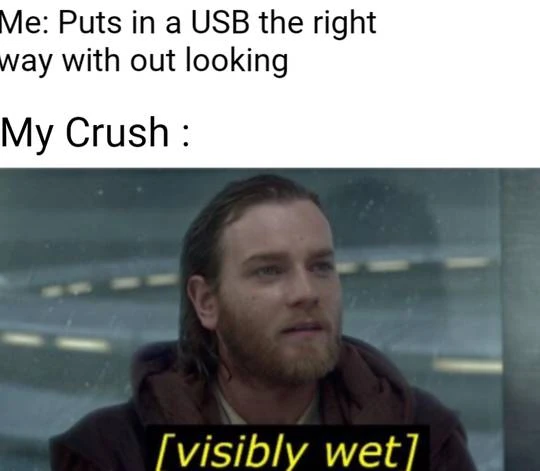 Me: Puts in a USB the right
way with out looking
My Crush :
[visibly wet]